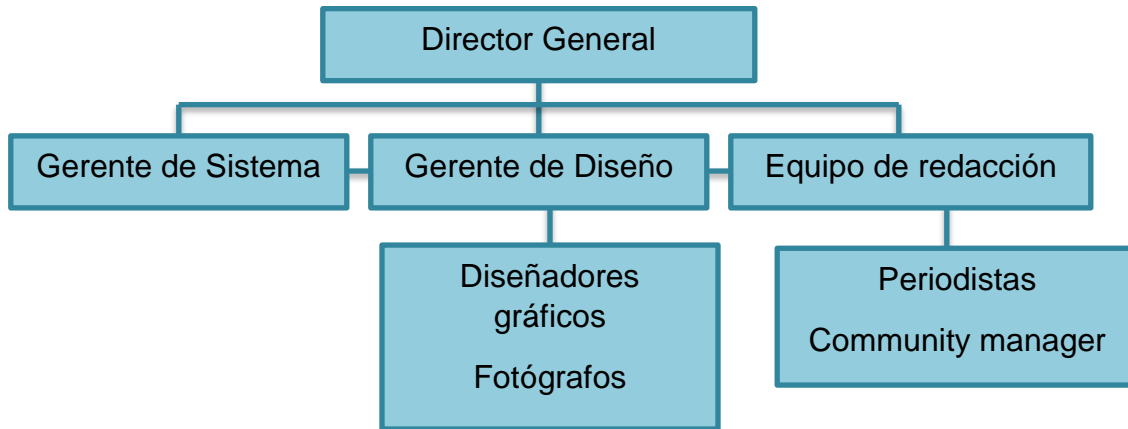 Director General
Gerente de Sistema
Gerente de Diseño
Equipo de redacción
Diseñadores
gráficos
Fotógrafos
Periodistas
Community manager